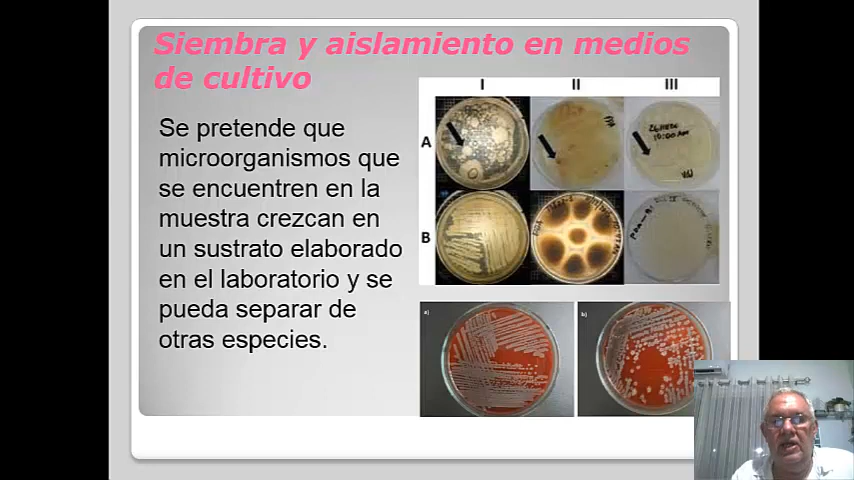 Siembra y aislamiento en medios
de cultivo
Se pretende que
microorganismos que
se encuentren en la
muestra crezcan en
un sustrato elaborado
en el laboratorio y se
pueda separar de
otras especies.
I II III
A
B
a) b)